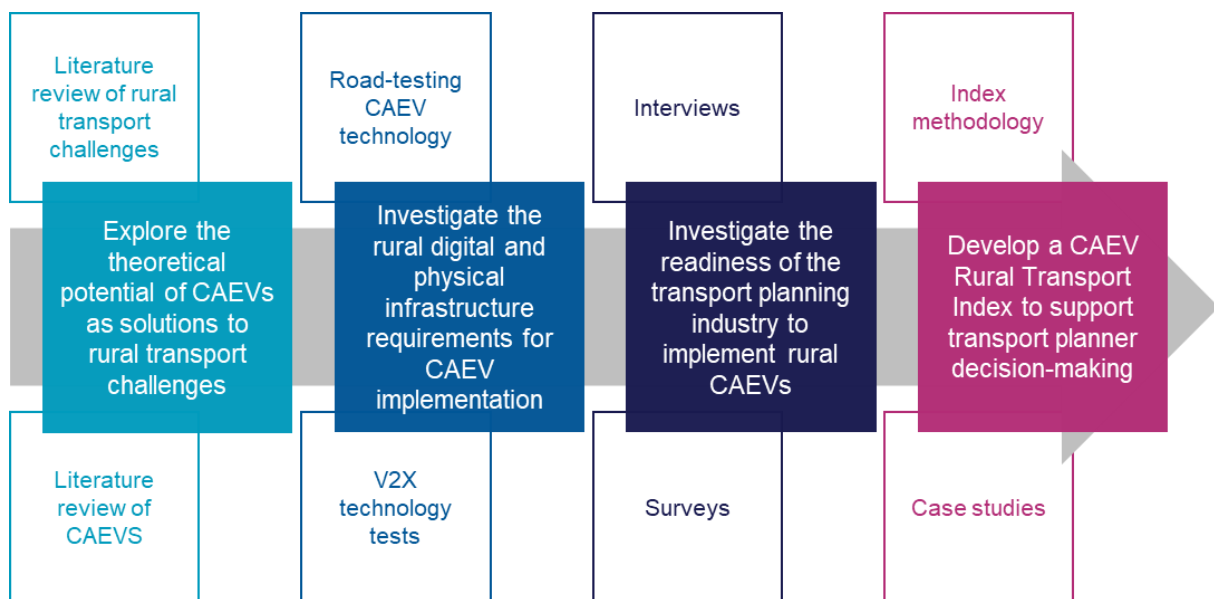 Literature
review of rural
transport
challenges
Road-testing
CAEV
technology
Interviews
Index
methodology
Explore the
theoretical
potential of CAEVs
as solutions to
rural transport
challenges
Investigate the
rural digital and
physical
infrastructure
requirements for
CAEV
implementation
Investigate the
readiness of the
transport planning
industry to
implement rural
CAEVs
Develop a CAEV
Rural Transport
Index to support
transport planner
decision-making
Literature
review of
CAEVS
V2X
technology
tests
Surveys
Case studies